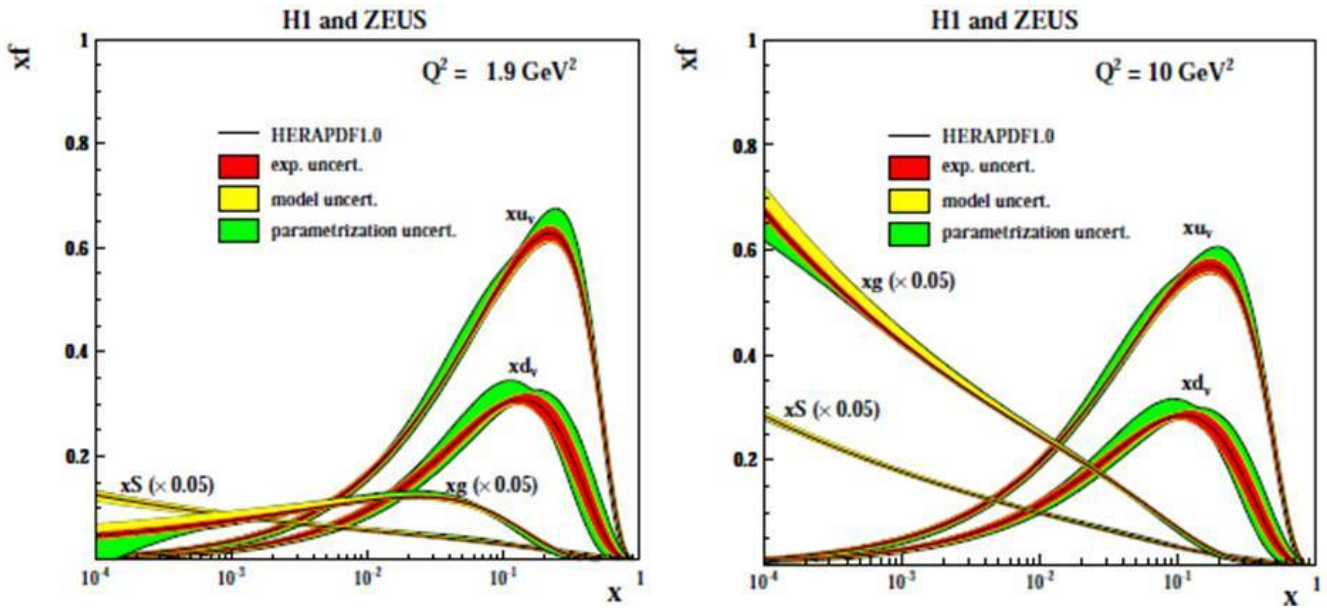 H1 and ZEUS
xf
1
Q² = 1.9 GeV²
0.8
HERAPDF1.0
exp. uncert.
model uncert.
parametrization uncert.
xuᵥ
0.6
0.4
xdᵥ
0.2
xS (× 0.05)
xg (× 0.05)
10⁻⁴
10⁻³
10⁻²
10⁻¹
1
x
H1 and ZEUS
xf
1
Q² = 10 GeV²
0.8
HERAPDF1.0
exp. uncert.
model uncert.
parametrization uncert.
xuᵥ
0.6
xg (× 0.05)
0.4
xdᵥ
xS (× 0.05)
0.2
10⁻⁴
10⁻³
10⁻²
10⁻¹
1
x